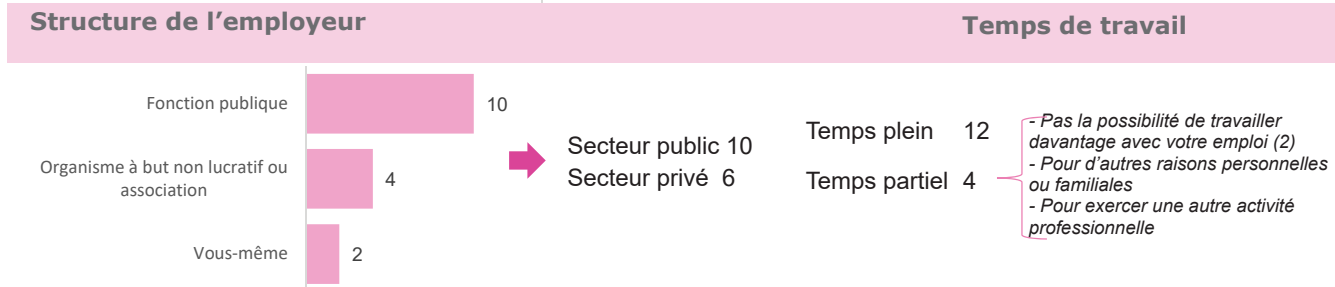 Structure de l'employeur
Fonction publique
10
Organisme à but non lucratif ou
association
4
Vous-même
2
Secteur public 10
Secteur privé 6
Temps de travail
Temps plein 12
Temps partiel 4
- Pas la possibilité de travailler
davantage avec votre emploi (2)
- Pour d'autres raisons personnelles
ou familiales
- Pour exercer une autre activité
professionnelle